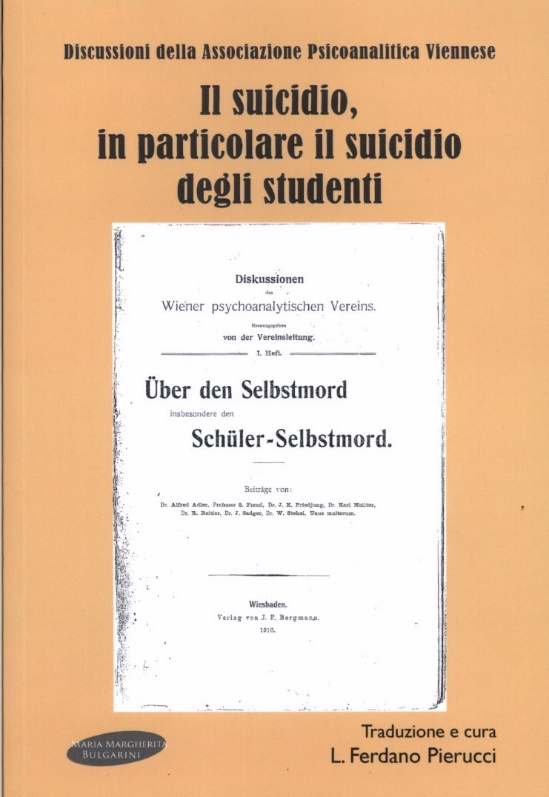 Discussioni della Associazione Psicoanalitica Viennese
Il suicidio,
in particolare il suicidio
degli studenti
Diskussionen
des
Wiener psychoanalytischen Vereins.
Herausgegeben
von der Vereinsleitung.
I. Heft.
Über den Selbstmord
insbesondere den
Schüler-Selbstmord.
Beiträge von:
Dr. Alfred Adler, Professor S. Freud, Dr. J. K. Friedjung, Dr. Karl Molitor,
Dr. R. Reitler, Dr. J. Sadger, Dr. W. Stekel, Unus multorum.
Wiesbaden.
Verlag von J. F. Bergmann.
1910.
Traduzione e cura
L. Ferdano Pierucci
MARIA MARGHERITA
BULGARINI